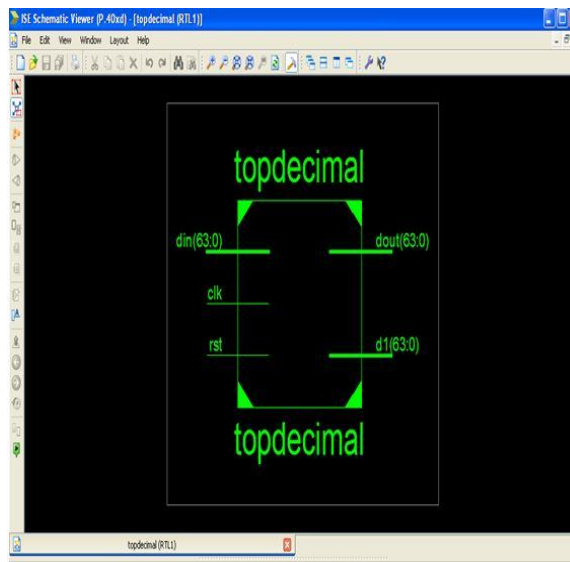 ISE Schematic Viewer (P.40xd) - [topdecimal (RTL1)]
File Edit View Window Layout Help
topdecimal
din(63:0) dout(63:0)
clk
rst d1(63:0)
topdecimal
topdecimal (RTL1)